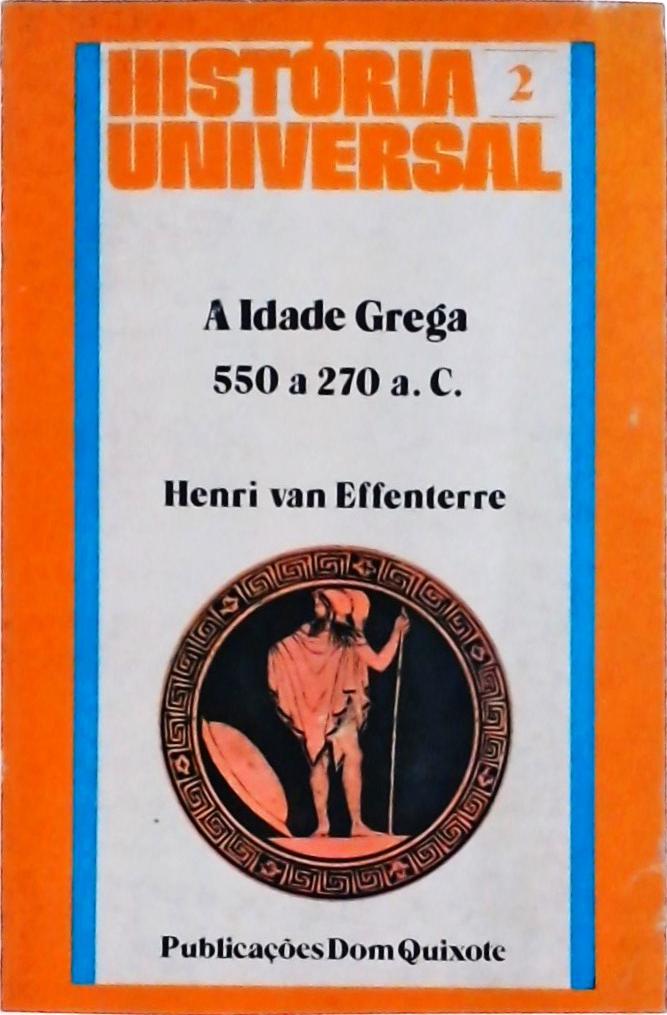 HISTÓRIA 2
UNIVERSAL
A Idade Grega
550 a 270 a. C.
Henri van Effenterre
Publicações Dom Quixote